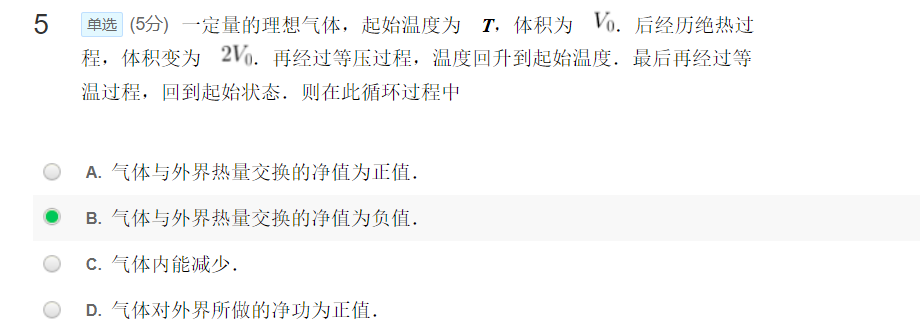 5 单选 (5分) 一定量的理想气体，起始温度为 T，体积为 V₀．后经历绝热过
程，体积变为 2V₀．再经过等压过程，温度回升到起始温度．最后再经过等
温过程，回到起始状态．则在此循环过程中
A. 气体与外界热量交换的净值为正值．
B. 气体与外界热量交换的净值为负值．
C. 气体内能减少．
D. 气体对外界所做的净功为正值．